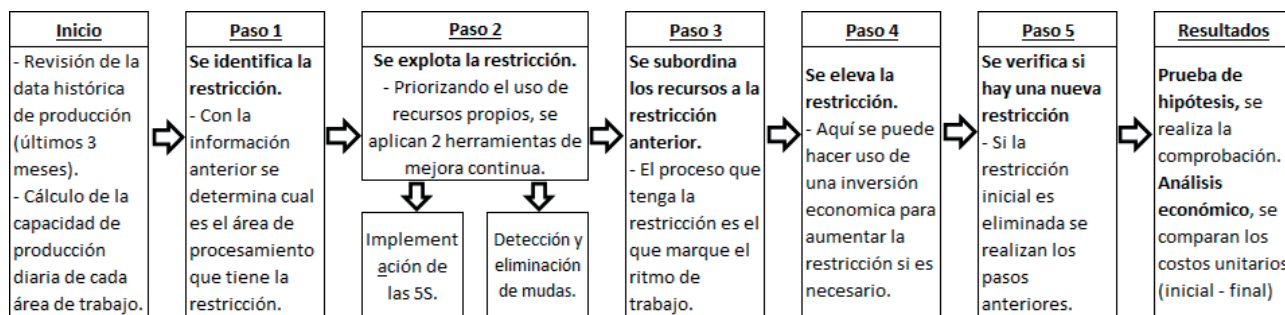 Inicio
- Revisión de la
data histórica
de producción
(últimos 3
meses).
- Cálculo de la
capacidad de
producción
diaria de cada
área de trabajo.
Paso 1
Se identifica la
restricción.
- Con la
información
anterior se
determina cual
es el área de
procesamiento
que tiene la
restricción.
Paso 2
Se explota la restricción.
- Priorizando el uso de
recursos propios, se
aplican 2 herramientas de
mejora continua.
Implement
ación de
las 5S.
Detección y
eliminación
de mudas.
Paso 3
Se subordina
los recursos a la
restricción
anterior.
- El proceso que
tenga la
restricción es el
que marque el
ritmo de
trabajo.
Paso 4
Se eleva la
restricción.
- Aquí se puede
hacer uso de
una inversión
economica para
aumentar la
restricción si es
necesario.
Paso 5
Se verifica si
hay una nueva
restricción
- Si la
restricción
inicial es
eliminada se
realizan los
pasos
anteriores.
Resultados
Prueba de
hipótesis, se
realiza la
comprobación.
Análisis
económico, se
comparan los
costos unitarios
(inicial - final)